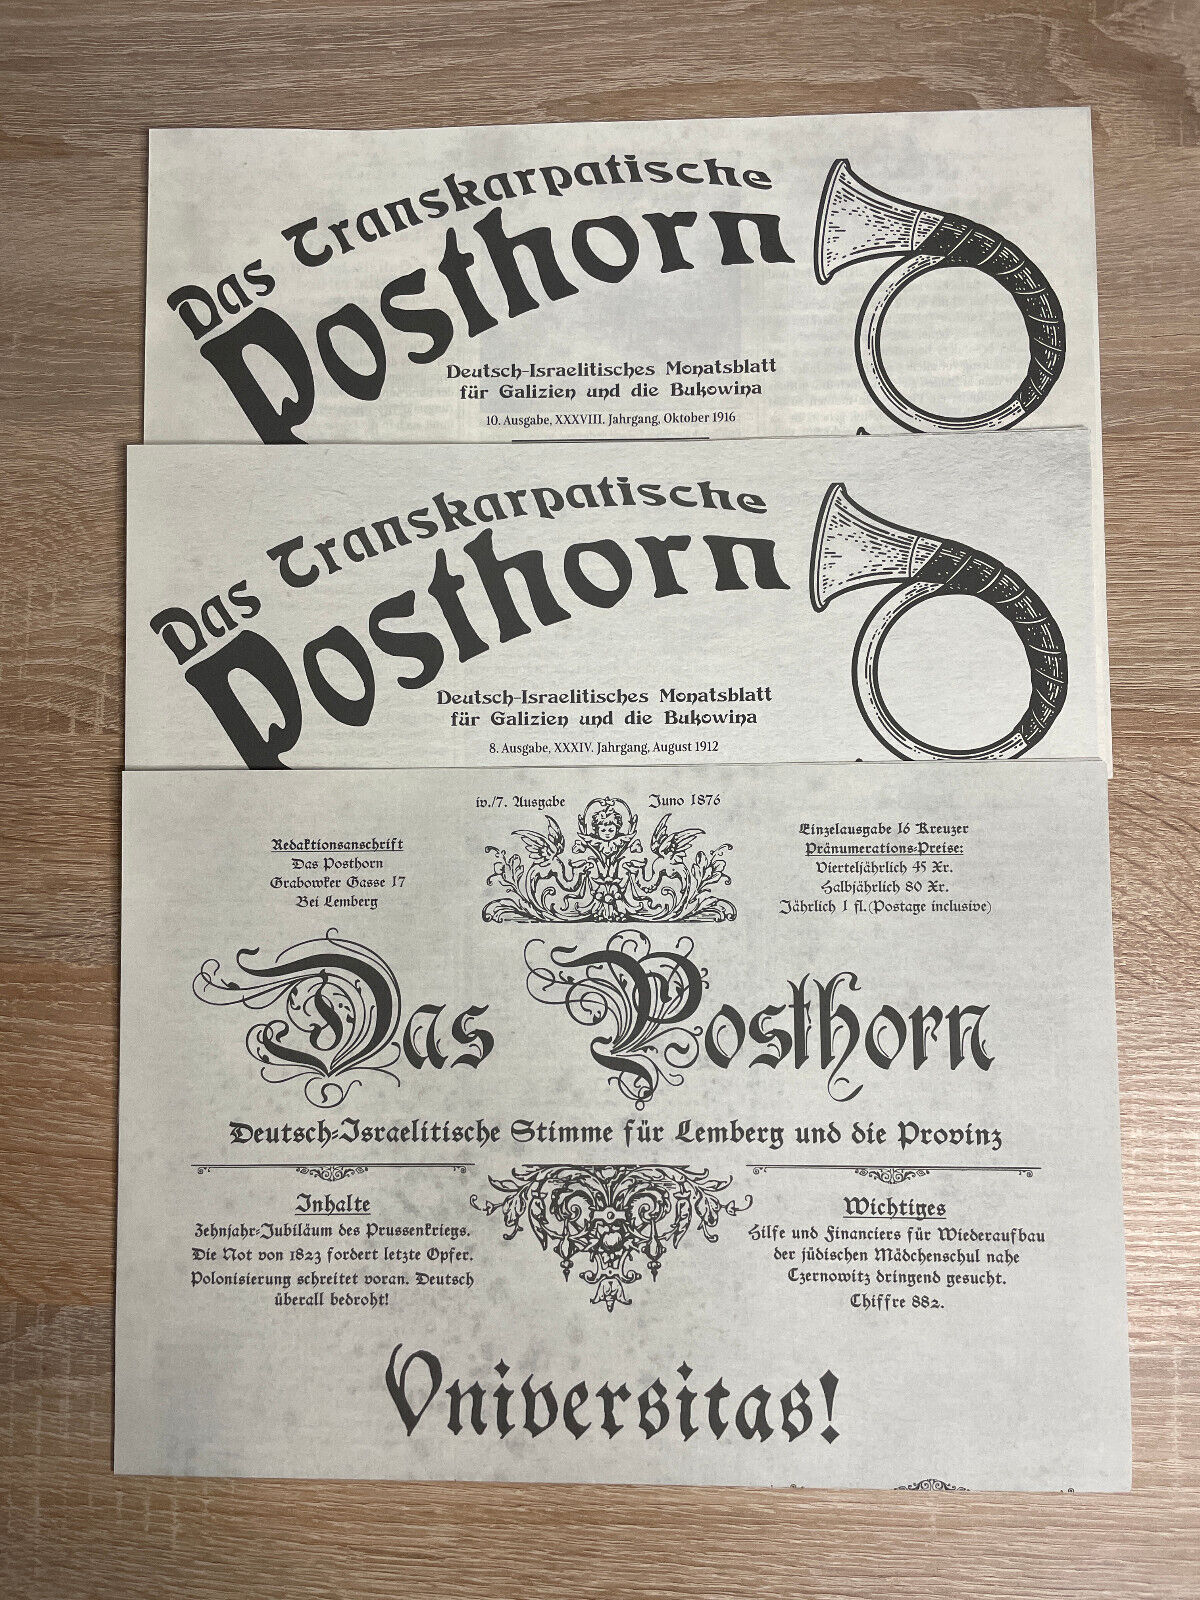 Das Transkarpatische
Posthorn
Deutsch-Israelitisches Monatsblatt
für Galizien und die Bukowina
10. Ausgabe, XXXVIII. Jahrgang, Oktober 1916
Das Transkarpatische
Posthorn
Deutsch-Israelitisches Monatsblatt
für Galizien und die Bukowina
8. Ausgabe, XXXIV. Jahrgang, August 1912
iv./7. Ausgabe Juno 1876
Redaktionsanschrift
Das Posthorn
Grabowker Gasse 17
Bei Lemberg
Einzelausgabe 16 Kreuzer
Pränumerations-Preise:
Vierteljährlich 45 Xr.
Halbjährlich 80 Xr.
Jährlich 1 fl. (Postage inclusive)
Das Posthorn
Deutsch-Israelitische Stimme für Lemberg und die Provinz
Inhalte
Zehnjahr-Jubiläum des Prussenkriegs.
Die Not von 1823 fordert letzte Opfer.
Polonisierung schreitet voran. Deutsch
überall bedroht!
Wichtiges
Hilfe und Financiers für Wiederaufbau
der jüdischen Mädchenschul nahe
Czernowitz dringend gesucht.
Chiffre 882.
Universitas!